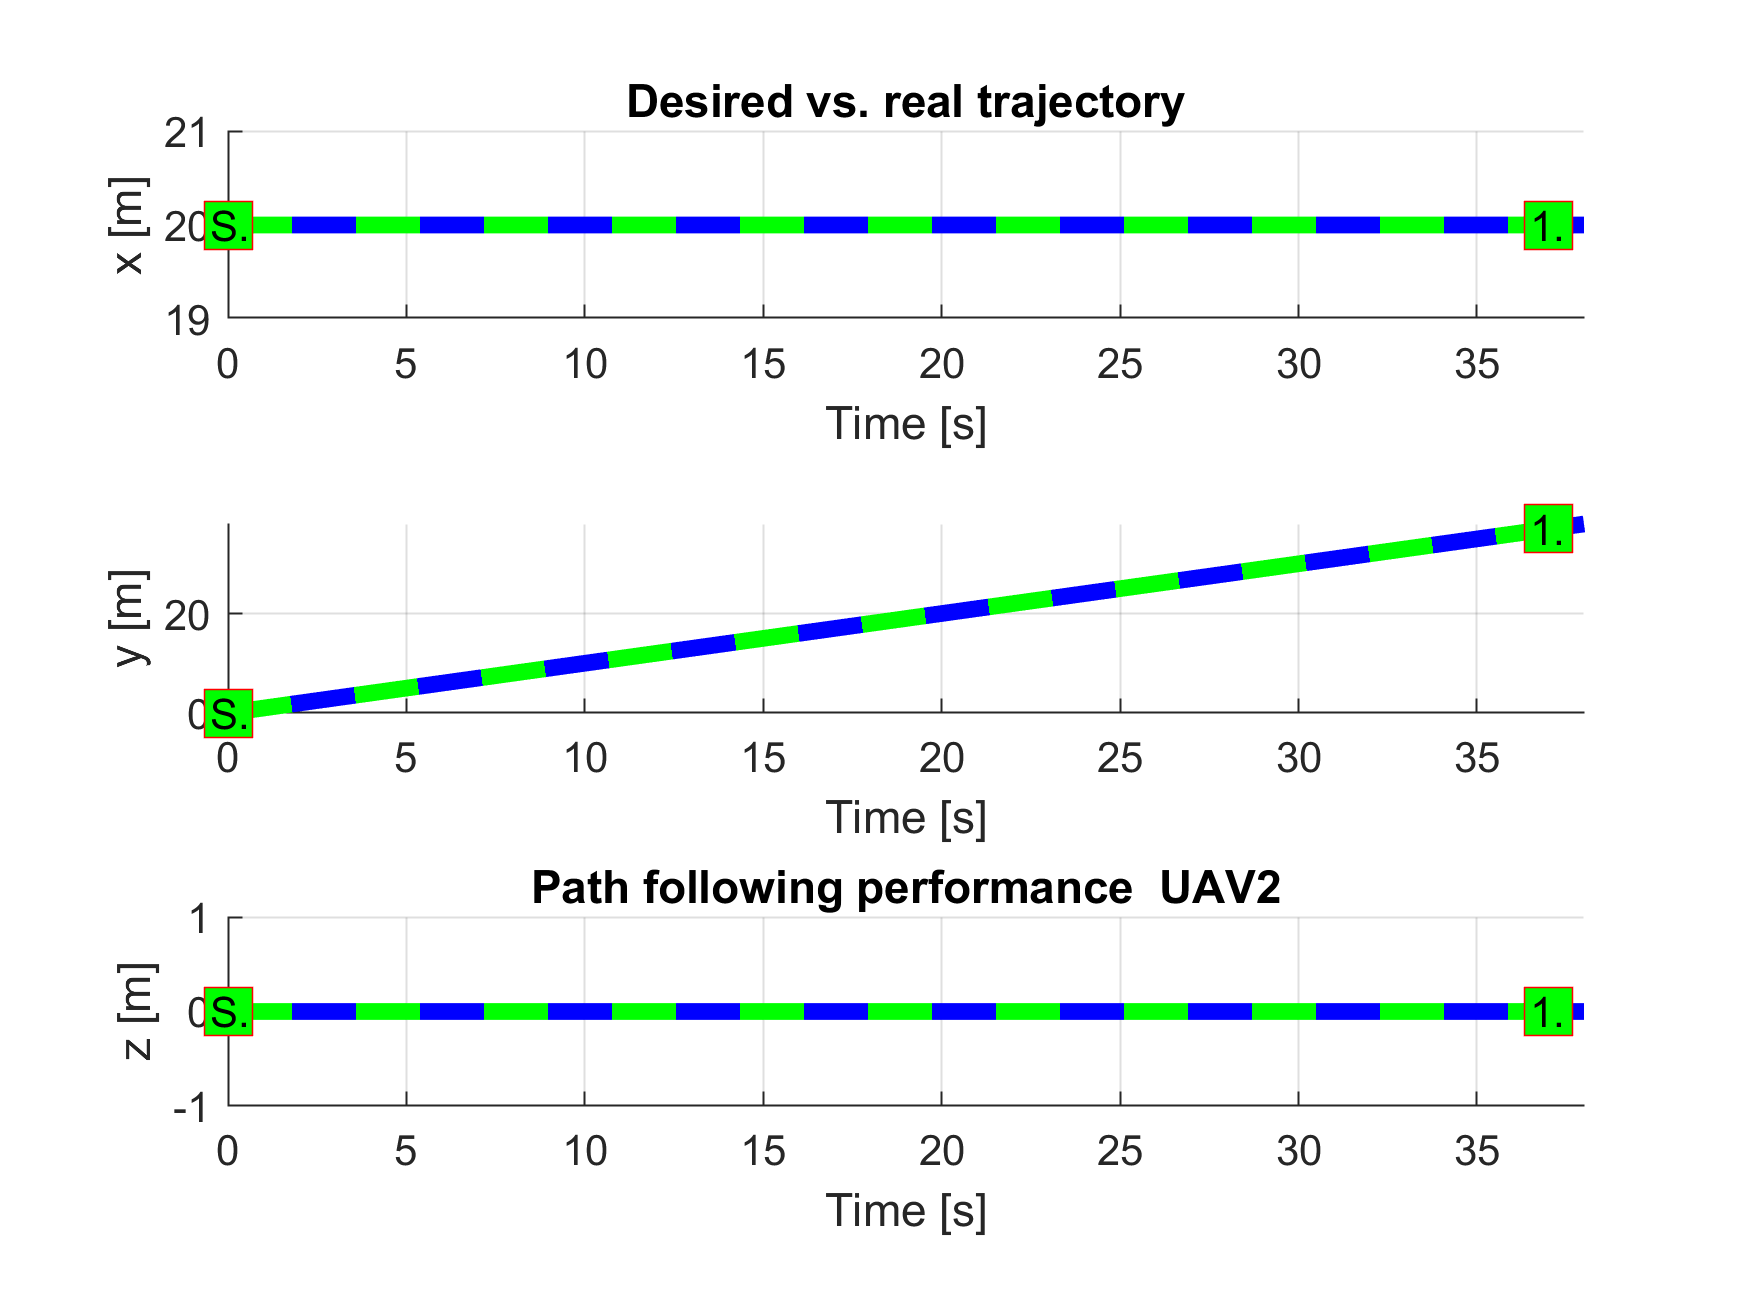 Desired vs. real trajectory
21
20
19
x [m]
S.
1.
0 5 10 15 20 25 30 35
Time [s]
20
0
y [m]
S.
1.
0 5 10 15 20 25 30 35
Time [s]
Path following performance  UAV2
1
0
-1
z [m]
S.
1.
0 5 10 15 20 25 30 35
Time [s]